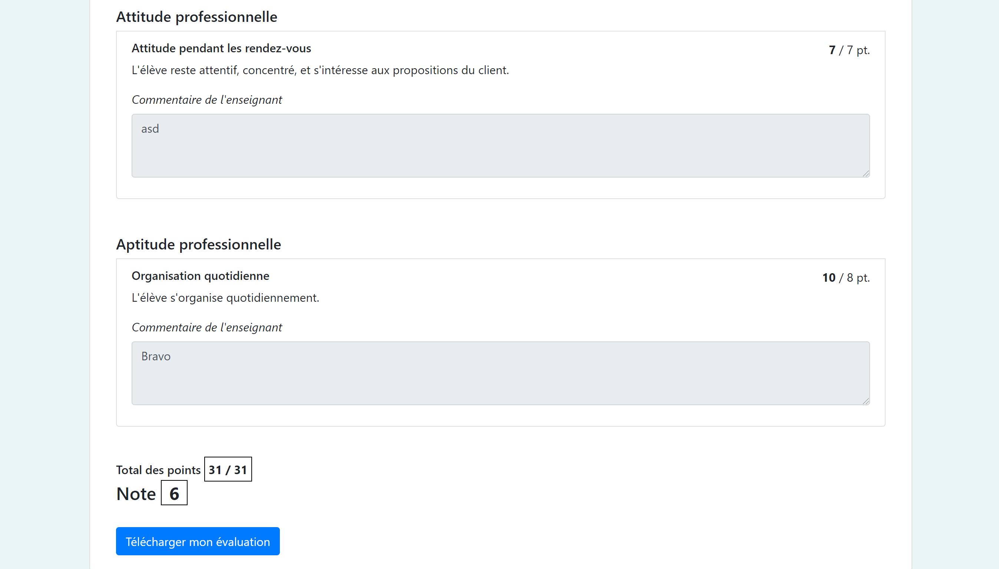 Attitude professionnelle
Attitude pendant les rendez-vous
7 / 7 pt.
L'élève reste attentif, concentré, et s'intéresse aux propositions du client.
Commentaire de l'enseignant
asd
Aptitude professionnelle
Organisation quotidienne
10 / 8 pt.
L'élève s'organise quotidiennement.
Commentaire de l'enseignant
Bravo
Total des points 31 / 31
Note 6
Télécharger mon évaluation